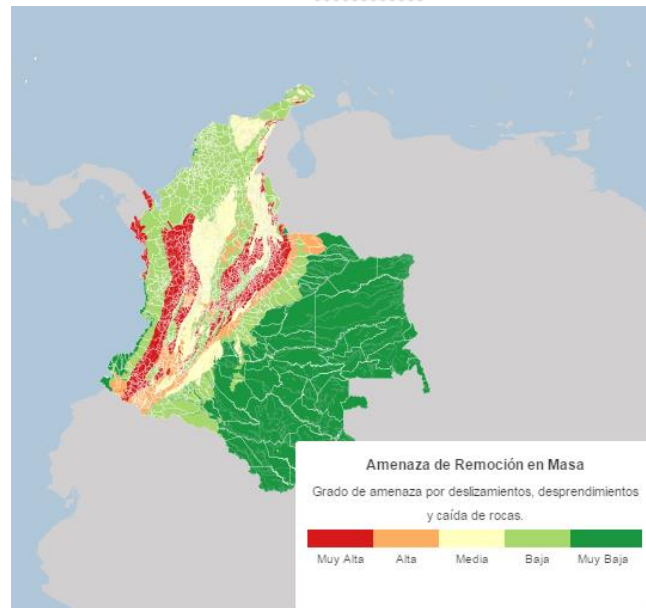 Amenaza de Remoción en Masa
Grado de amenaza por deslizamientos, desprendimientos
y caída de rocas.
Muy Alta Alta Media Baja Muy Baja